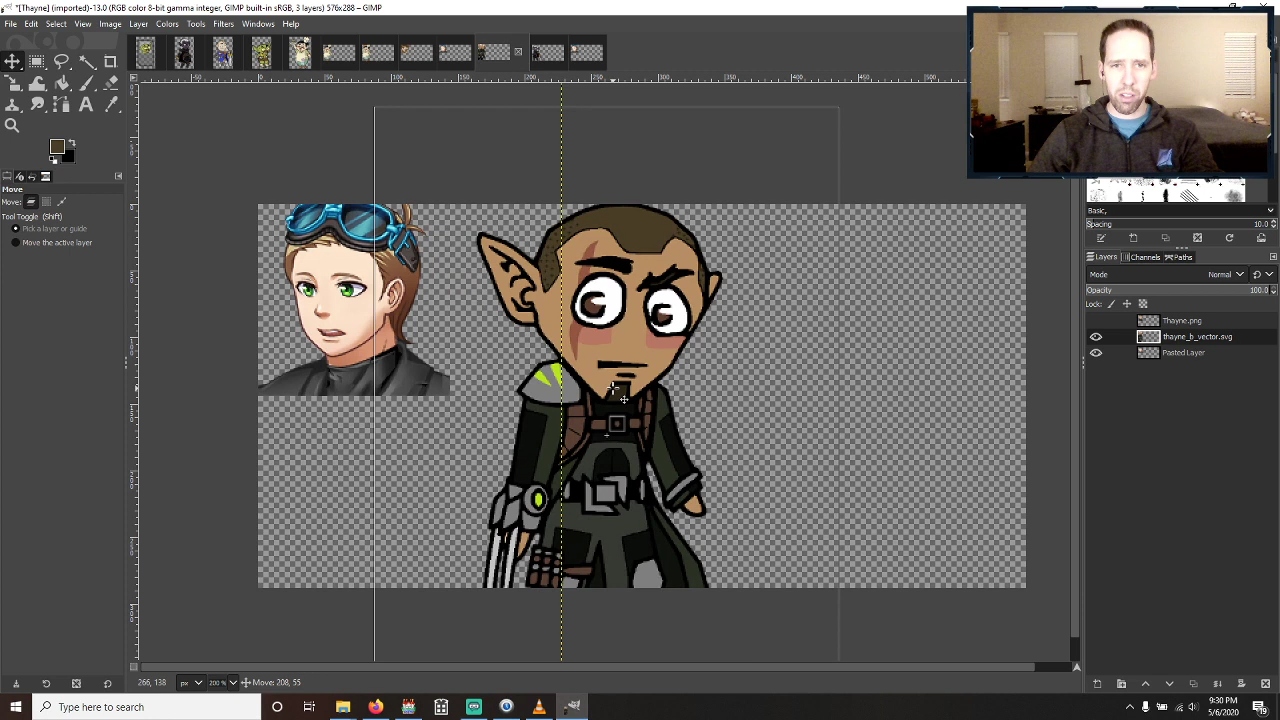 *[Thayne] (imported)-13.0 (RGB color 8-bit gamma integer, GIMP built-in sRGB, 3 layers) 576x288 – GIMP
File Edit Select View Image Layer Colors Tools Filters Windows Help
Move
Move:
Tool Toggle (Shift)
Pick a layer or guide
Move the active layer
Basic,
Spacing 10.0
Layers Channels Paths
Mode Normal
Opacity 100.0
Lock:
Thayne.png
thayne_b_vector.svg
Pasted Layer
266, 138 px 200 % Move: 208, 55
Type here to search
9:30 PM
5/6/2020